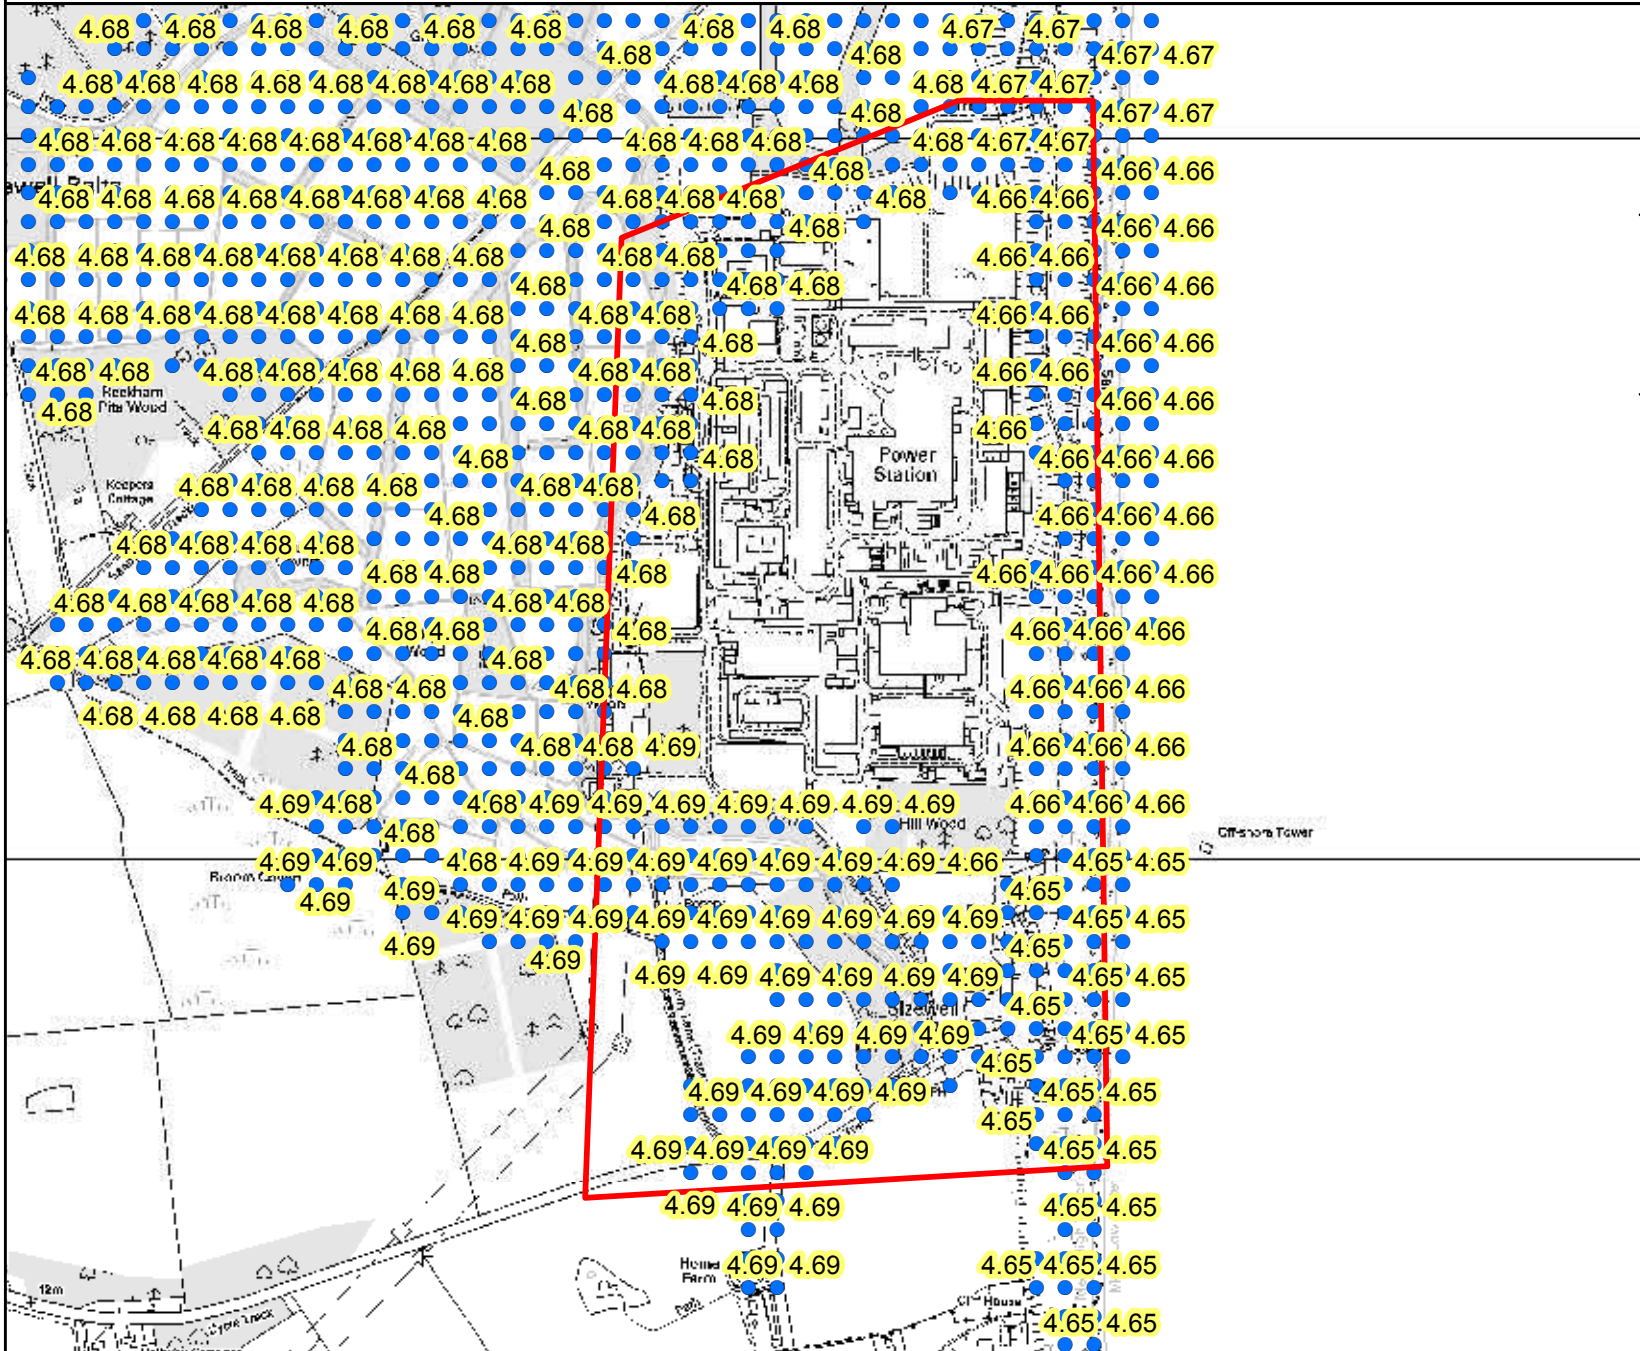 4.68 4.68 4.68 4.68 4.68 4.68 4.68 4.68 4.67 4.67
4.68 4.68 4.67 4.67
4.68 4.68 4.68 4.68 4.68 4.68 4.68 4.68 4.68 4.68 4.68 4.68 4.67 4.67
4.68 4.68 4.67 4.67
4.68 4.68 4.68 4.68 4.68 4.68 4.68 4.68 4.68 4.68 4.68 4.68 4.67 4.67
4.68 4.68 4.66 4.66
4.68 4.68 4.68 4.68 4.68 4.68 4.68 4.68 4.68 4.68 4.68 4.68 4.66 4.66
4.68 4.68 4.66 4.66
4.68 4.68 4.68 4.68 4.68 4.68 4.68 4.68 4.68 4.68 4.66 4.66
4.68 4.68 4.68 4.66 4.66
4.68 4.68 4.68 4.68 4.68 4.68 4.68 4.68 4.68 4.68 4.66 4.66
4.68 4.68 4.66 4.66
4.68 4.68 4.68 4.68 4.68 4.68 4.68 4.68 4.68 4.66 4.66
Reckham
Pits Wood
4.68 4.68 4.68 4.66 4.66
4.68 4.68 4.68 4.68 4.68 4.68 4.66
4.68 4.68 4.66 4.66 4.66
Power
Station
Keepers
Cottage
4.68 4.68 4.68 4.68 4.68 4.68
4.68 4.68 4.66 4.66 4.66
4.68 4.68 4.68 4.68 4.68 4.68
4.68 4.68 4.68 4.66 4.66 4.66 4.66
4.68 4.68 4.68 4.68 4.68 4.68 4.68
4.68 4.68 4.68 4.66 4.66 4.66
4.68 4.68 4.68 4.68 4.68 4.68
4.68 4.68 4.68 4.68 4.66 4.66 4.66
4.68 4.68 4.68 4.68 4.68
4.68 4.68 4.68 4.69 4.66 4.66 4.66
Track
4.68
4.69 4.68 4.68 4.69 4.69 4.69 4.69 4.69 4.69 4.69 4.66 4.66 4.66
Hill Wood
4.68
Off-shore Tower
4.69 4.69 4.68 4.69 4.69 4.69 4.69 4.69 4.69 4.69 4.66 4.65 4.65
4.69 4.69 4.65
4.69 4.69 4.69 4.69 4.69 4.69 4.69 4.69 4.69 4.65 4.65
4.69 4.69 4.65
4.69 4.69 4.69 4.69 4.69 4.69 4.65 4.65
4.65
Sizewell
4.69 4.69 4.69 4.69 4.65 4.65
4.65
4.69 4.69 4.69 4.69 PH 4.65 4.65
4.65
4.69 4.69 4.69 4.69 4.65 4.65
4.69 4.69 4.69 4.65 4.65
Home
Farm
4.69 4.69 4.65 4.65 4.65
12m
Path
Cycle Track
4.65 4.65